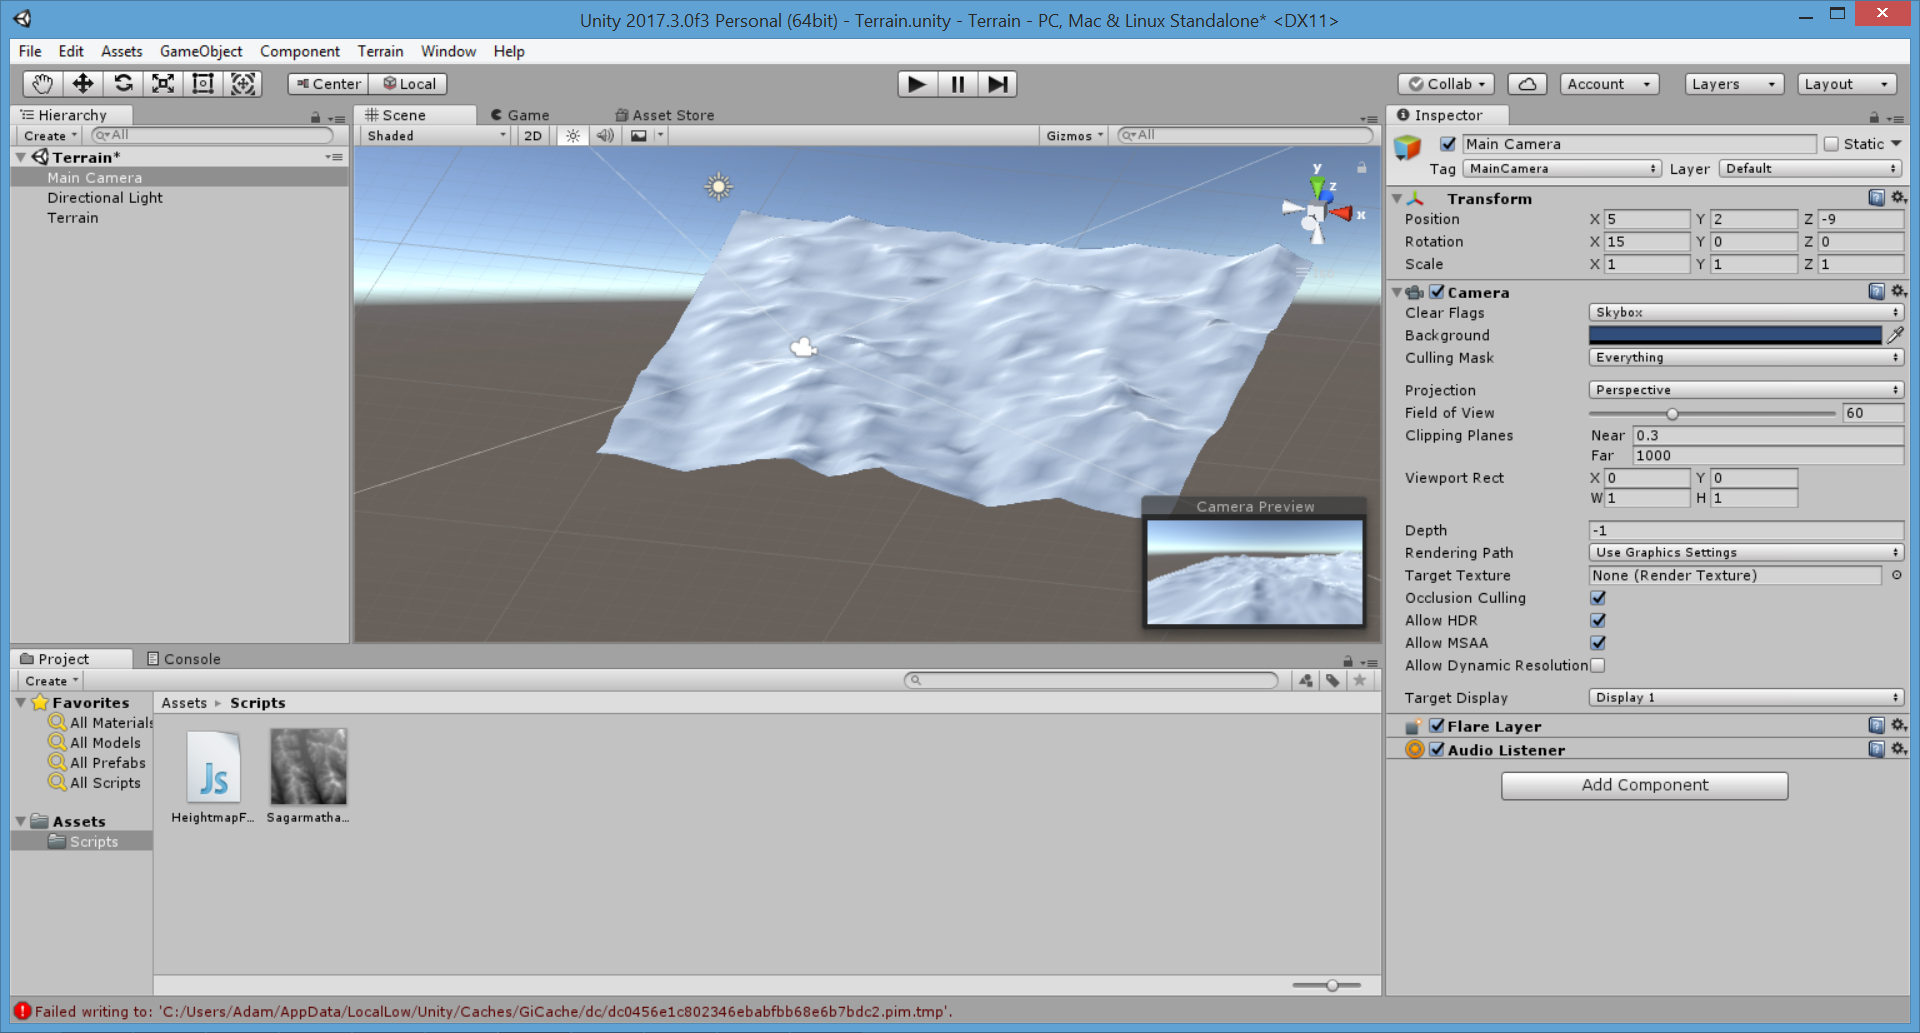 Unity 2017.3.0f3 Personal (64bit) - Terrain.unity - Terrain - PC, Mac & Linux Standalone* <DX11>
File Edit Assets GameObject Component Terrain Window Help
Center Local Collab Account Layers Layout
Hierarchy
Create All
Terrain*
Main Camera
Directional Light
Terrain
Scene Game Asset Store
Shaded 2D Gizmos All
y
z
x
Camera Preview
Inspector
Main Camera Static
Tag MainCamera Layer Default
Transform
Position X 5 Y 2 Z -9
Rotation X 15 Y 0 Z 0
Scale X 1 Y 1 Z 1
Camera
Clear Flags Skybox
Background
Culling Mask Everything
Projection Perspective
Field of View 60
Clipping Planes Near 0.3
Far 1000
Viewport Rect X 0 Y 0
W 1 H 1
Depth -1
Rendering Path Use Graphics Settings
Target Texture None (Render Texture)
Occlusion Culling
Allow HDR
Allow MSAA
Allow Dynamic Resolution
Target Display Display 1
Flare Layer
Audio Listener
Add Component
Project Console
Create
Favorites
All Materials
All Models
All Prefabs
All Scripts
Assets
Scripts
Assets Scripts
Js
HeightmapF... Sagarmatha...
Failed writing to: 'C:/Users/Adam/AppData/LocalLow/Unity/Caches/GiCache/dc/dc0456e1c802346ebabfbb68e6b7bdc2.pim.tmp'.